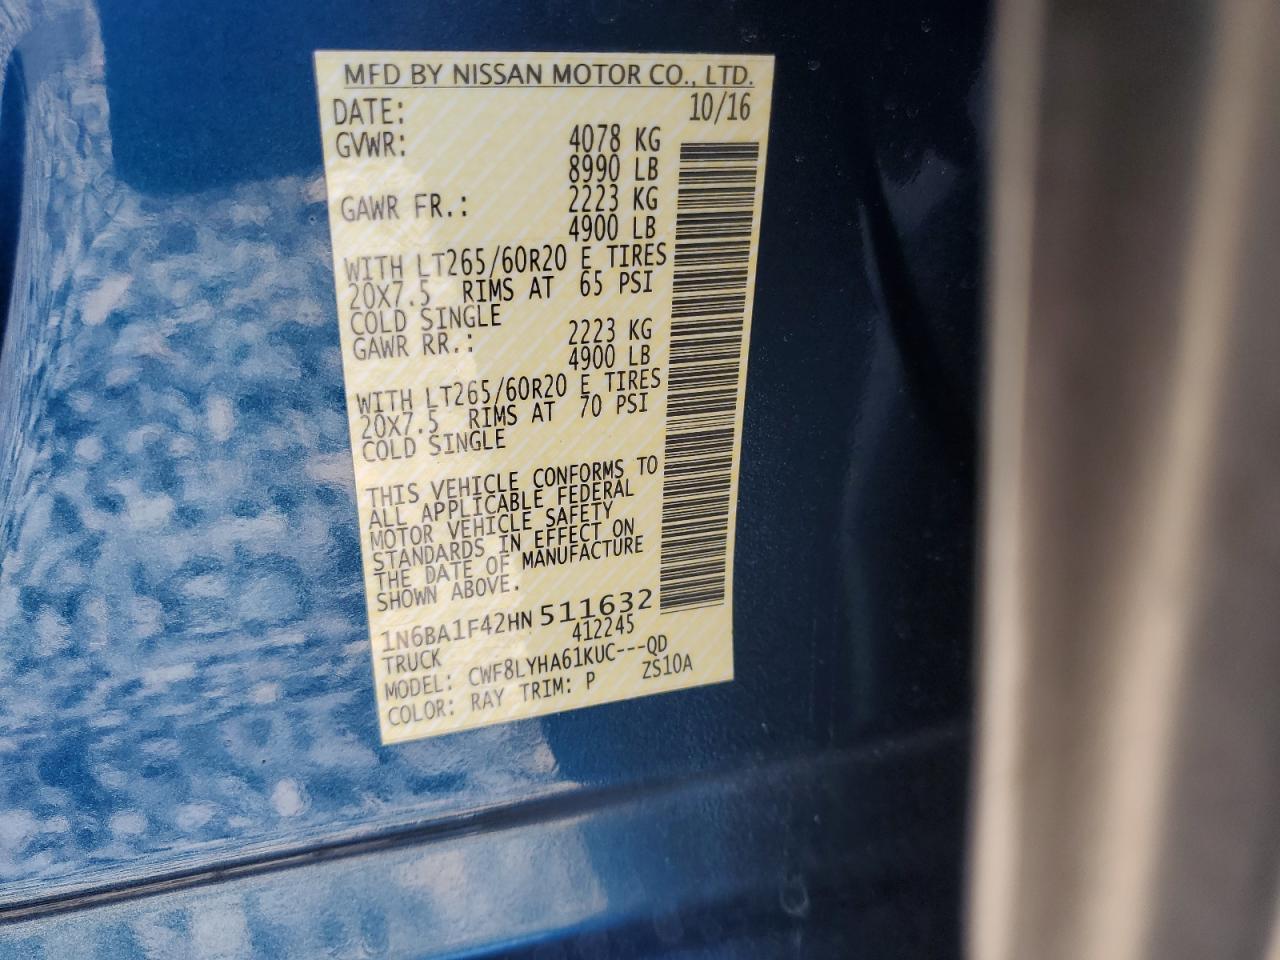 MFD BY NISSAN MOTOR CO., LTD.
DATE: 10/16
GVWR: 4078 KG
8990 LB
GAWR FR.: 2223 KG
4900 LB
WITH LT265/60R20 E TIRES
20X7.5 RIMS AT 65 PSI
COLD SINGLE
GAWR RR.: 2223 KG
4900 LB
WITH LT265/60R20 E TIRES
20X7.5 RIMS AT 70 PSI
COLD SINGLE
THIS VEHICLE CONFORMS TO
ALL APPLICABLE FEDERAL
MOTOR VEHICLE SAFETY
STANDARDS IN EFFECT ON
THE DATE OF MANUFACTURE
SHOWN ABOVE.
1N6BA1F42HN 511632
TRUCK 412245
MODEL: CWF8LYHA61KUC---QD
COLOR: RAY TRIM: P ZS10A